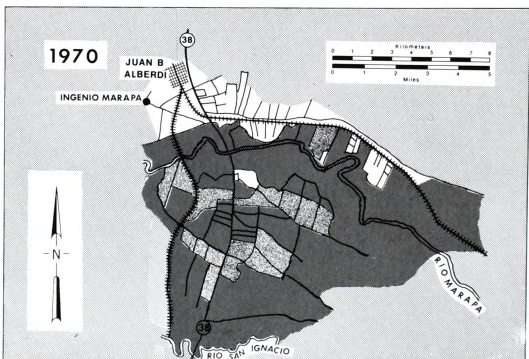 1970
38
JUAN B
ALBERDI
INGENIO MARAPA
Kilometers
0 1 2 3 4 5 6 7 8
0 1 2 3 4 5
Miles
N
RIO MARAPA
38
RIO SAN IGNACIO